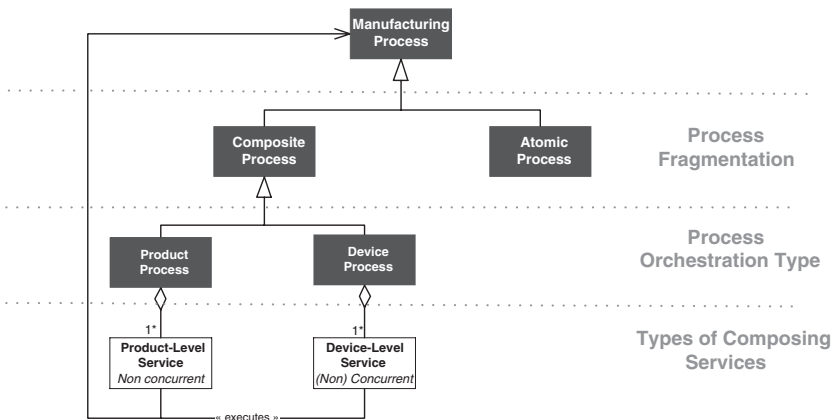 Manufacturing
Process
Composite
Process
Atomic
Process
Process
Fragmentation
Product
Process
Device
Process
Process
Orchestration Type
1*
1*
Product-Level
Service
Non concurrent
Device-Level
Service
(Non) Concurrent
Types of Composing
Services
« executes »